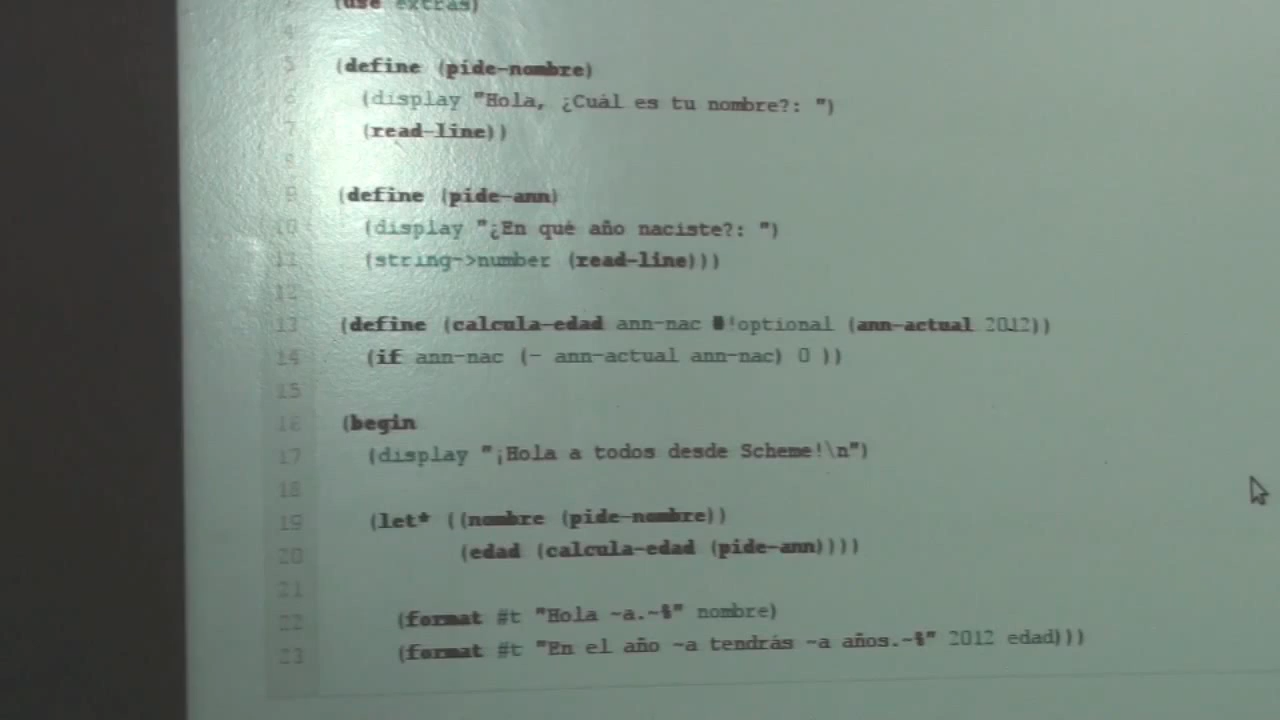 3 (use extras)
4
5 (define (pide-nombre)
6 (display "Hola, ¿Cuál es tu nombre?: ")
7 (read-line))
8
9 (define (pide-ann)
10 (display "¿En qué año naciste?: ")
11 (string->number (read-line)))
12
13 (define (calcula-edad ann-nac #!optional (ann-actual 2012))
14 (if ann-nac (- ann-actual ann-nac) 0 ))
15
16 (begin
17 (display "¡Hola a todos desde Scheme!\n")
18
19 (let* ((nombre (pide-nombre))
20 (edad (calcula-edad (pide-ann))))
21
22 (format #t "Hola ~a.~%" nombre)
23 (format #t "En el año ~a tendrás ~a años.~%" 2012 edad)))